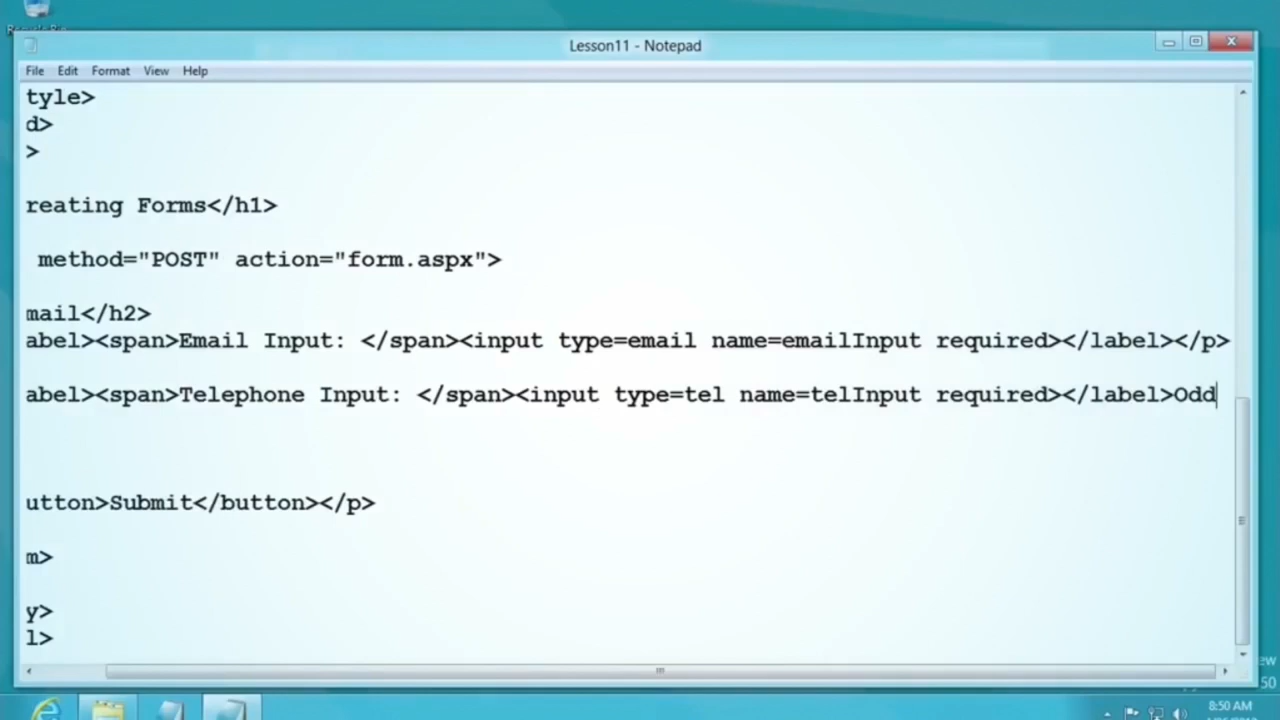 Lesson11 - Notepad
File Edit Format View Help
tyle>
d>
>
reating Forms</h1>
method="POST" action="form.aspx">
mail</h2>
abel><span>Email Input: </span><input type=email name=emailInput required></label></p>
abel><span>Telephone Input: </span><input type=tel name=telInput required></label>Odd
utton>Submit</button></p>
m>
y>
l>
ew
50
8:50 AM